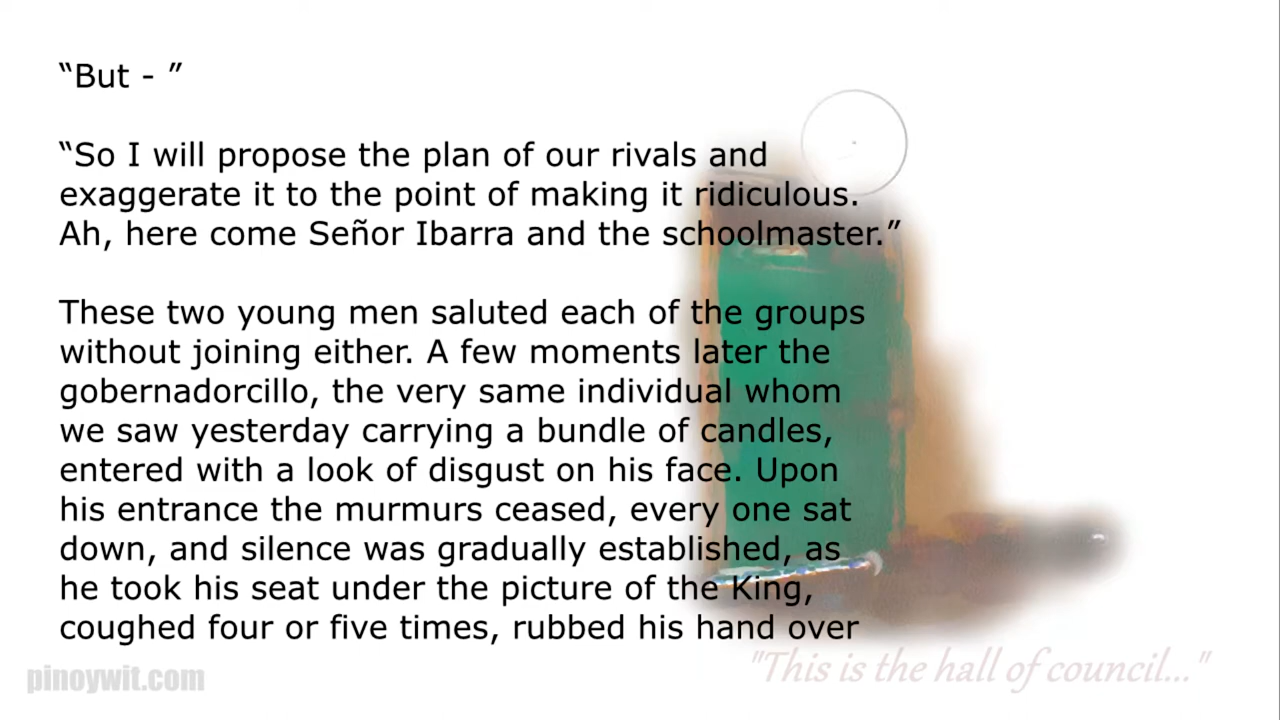 “But - ”
“So I will propose the plan of our rivals and
exaggerate it to the point of making it ridiculous.
Ah, here come Señor Ibarra and the schoolmaster.”
These two young men saluted each of the groups
without joining either. A few moments later the
gobernadorcillo, the very same individual whom
we saw yesterday carrying a bundle of candles,
entered with a look of disgust on his face. Upon
his entrance the murmurs ceased, every one sat
down, and silence was gradually established, as
he took his seat under the picture of the King,
coughed four or five times, rubbed his hand over
"This is the hall of council..."
pinoywit.com